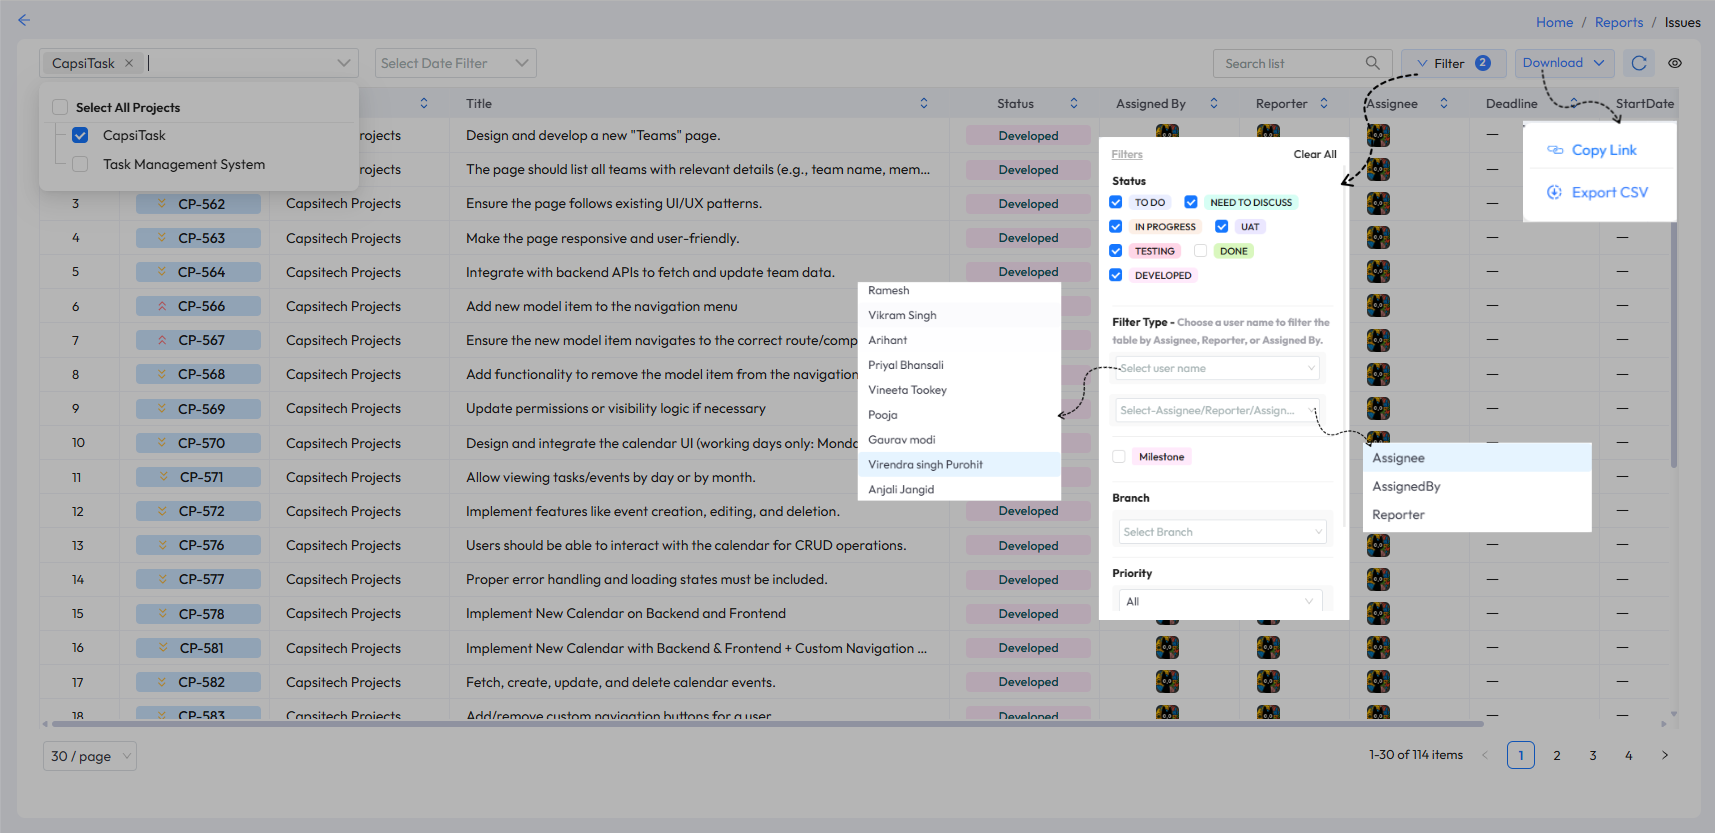 Home / Reports / Issues
CapsiTask ×
Select Date Filter
Search list
Filter 2
Download
Select All Projects
CapsiTask
Task Management System
Title Status Assigned By Reporter Assignee Deadline StartDate
Projects Design and develop a new "Teams" page. Developed —
Projects The page should list all teams with relevant details (e.g., team name, mem... Developed
3 CP-562 Capsitech Projects Ensure the page follows existing UI/UX patterns. Developed
4 CP-563 Capsitech Projects Make the page responsive and user-friendly. Developed — —
5 CP-564 Capsitech Projects Integrate with backend APIs to fetch and update team data. Developed — —
6 CP-566 Capsitech Projects Add new model item to the navigation menu — —
7 CP-567 Capsitech Projects Ensure the new model item navigates to the correct route/comp — —
8 CP-568 Capsitech Projects Add functionality to remove the model item from the navigation — —
9 CP-569 Capsitech Projects Update permissions or visibility logic if necessary — —
10 CP-570 Capsitech Projects Design and integrate the calendar UI (working days only: Monda
11 CP-571 Capsitech Projects Allow viewing tasks/events by day or by month.
12 CP-572 Capsitech Projects Implement features like event creation, editing, and deletion. Developed
13 CP-576 Capsitech Projects Users should be able to interact with the calendar for CRUD operations. Developed — —
14 CP-577 Capsitech Projects Proper error handling and loading states must be included. Developed — —
15 CP-578 Capsitech Projects Implement New Calendar on Backend and Frontend Developed — —
16 CP-581 Capsitech Projects Implement New Calendar with Backend & Frontend + Custom Navigation ... Developed — —
17 CP-582 Capsitech Projects Fetch, create, update, and delete calendar events. Developed — —
18 CP-583 Capsitech Projects Add/remove custom navigation buttons for a user Developed — —
Copy Link
Export CSV
Filters Clear All
Status
TO DO NEED TO DISCUSS
IN PROGRESS UAT
TESTING DONE
DEVELOPED
Filter Type - Choose a user name to filter the
table by Assignee, Reporter, or Assigned By.
Select user name
Select-Assignee/Reporter/Assign...
Milestone
Branch
Select Branch
Priority
All
Ramesh
Vikram Singh
Arihant
Priyal Bhansali
Vineeta Tookey
Pooja
Gaurav modi
Virendra singh Purohit
Anjali Jangid
Assignee
AssignedBy
Reporter
30 / page
1-30 of 114 items < 1 2 3 4 >